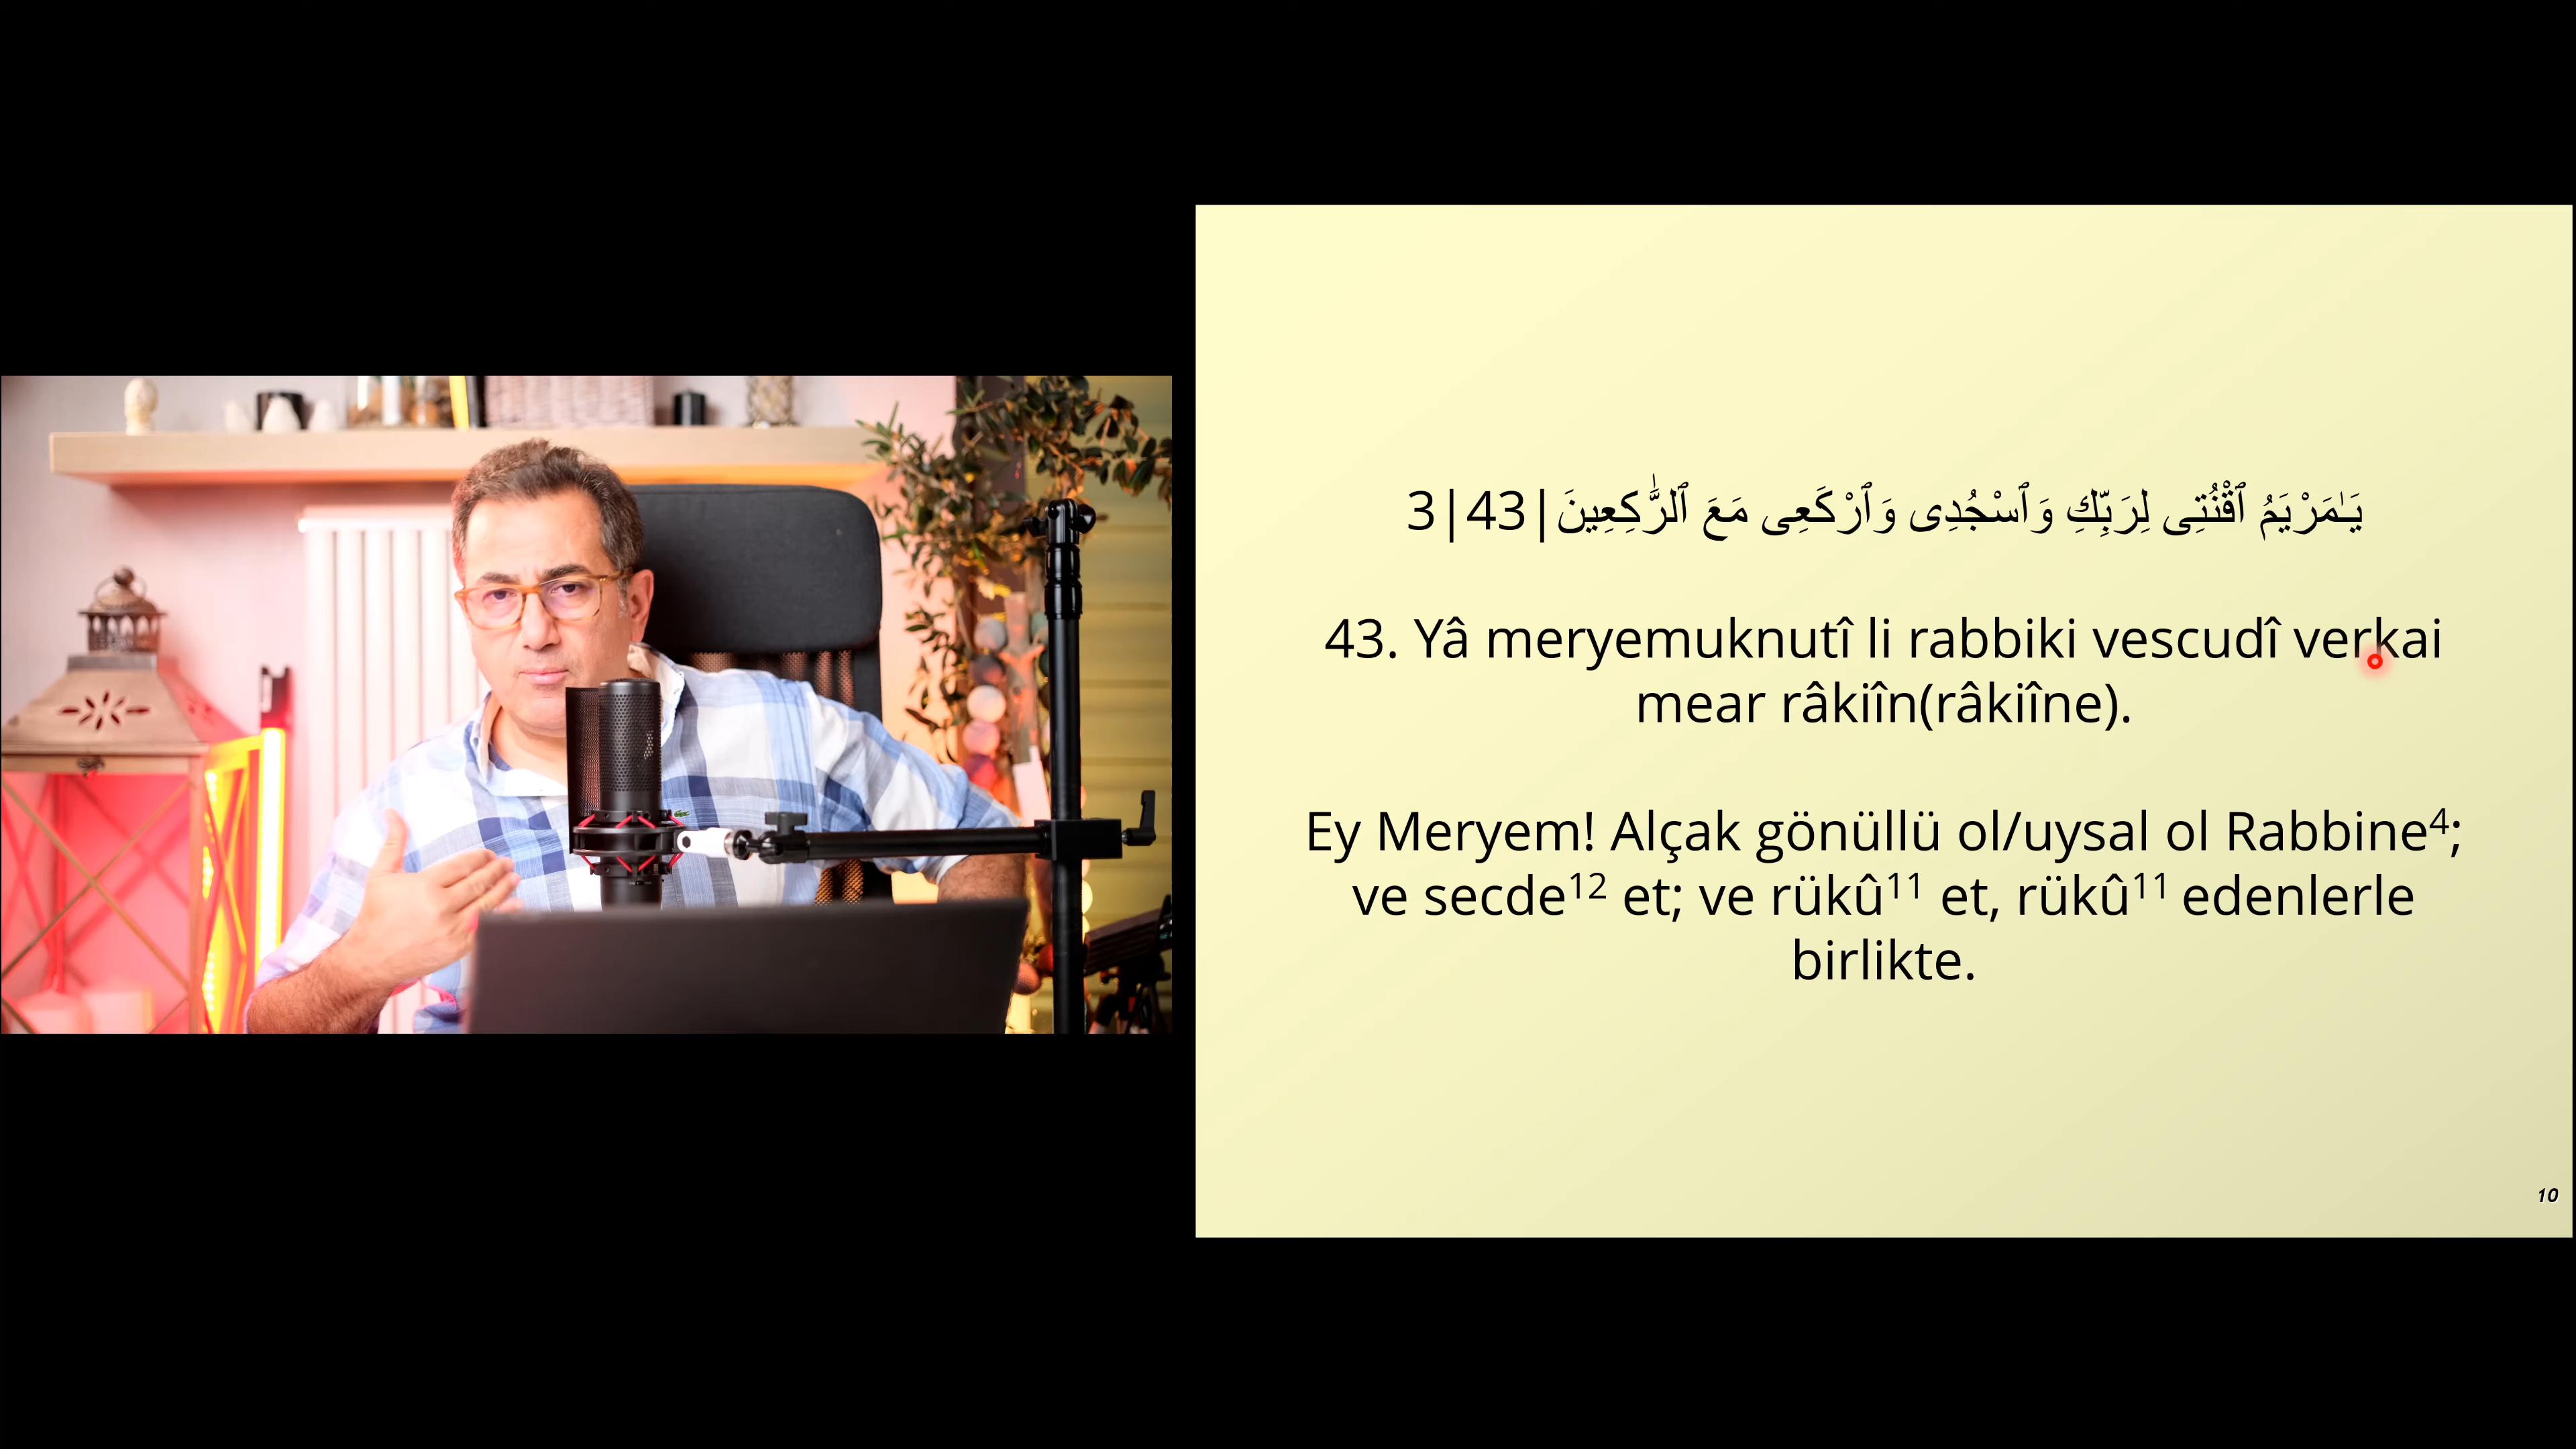 يَـٰمَرْيَمُ ٱقْنُتِى لِرَبِّكِ وَٱسْجُدِى وَٱرْكَعِى مَعَ ٱلرَّٰكِعِينَ|3|43
43. Yâ meryemuknutî li rabbiki vescudî verkai
mear râkiîn(râkiîne).
Ey Meryem! Alçak gönüllü ol/uysal ol Rabbine⁴;
ve secde¹² et; ve rükû¹¹ et, rükû¹¹ edenlerle
birlikte.
10